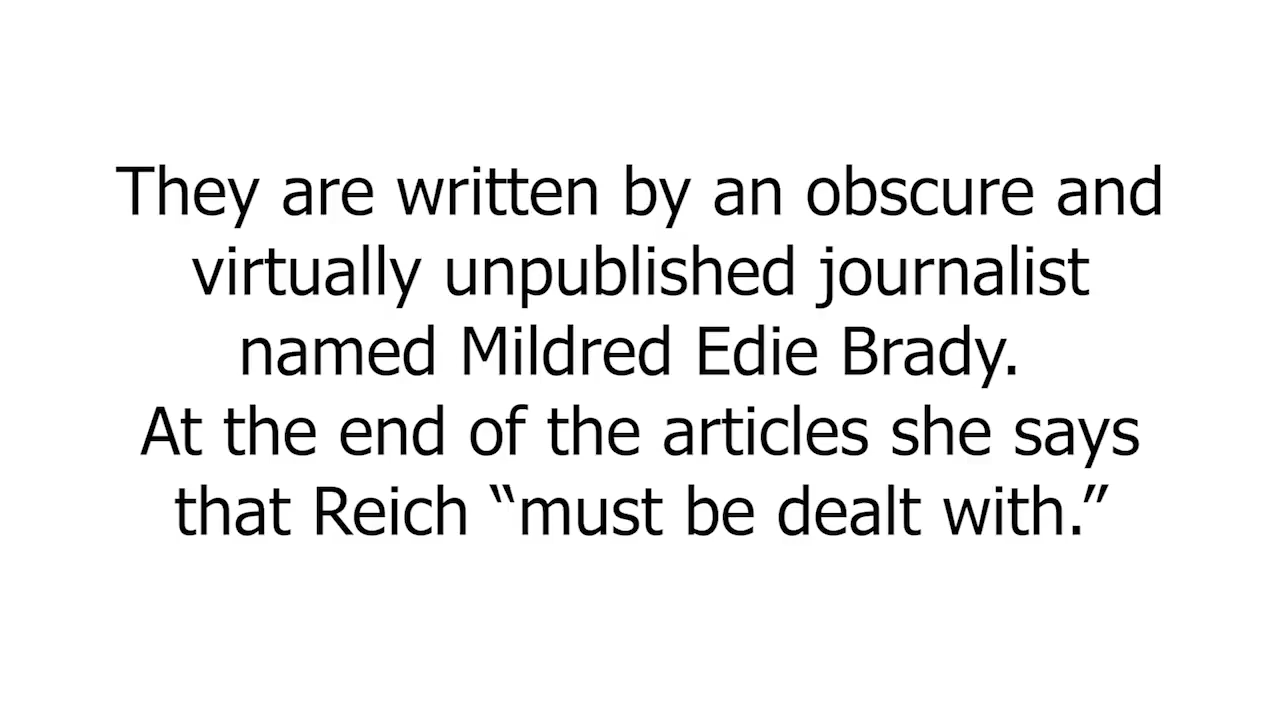 They are written by an obscure and
virtually unpublished journalist
named Mildred Edie Brady.
At the end of the articles she says
that Reich “must be dealt with.”